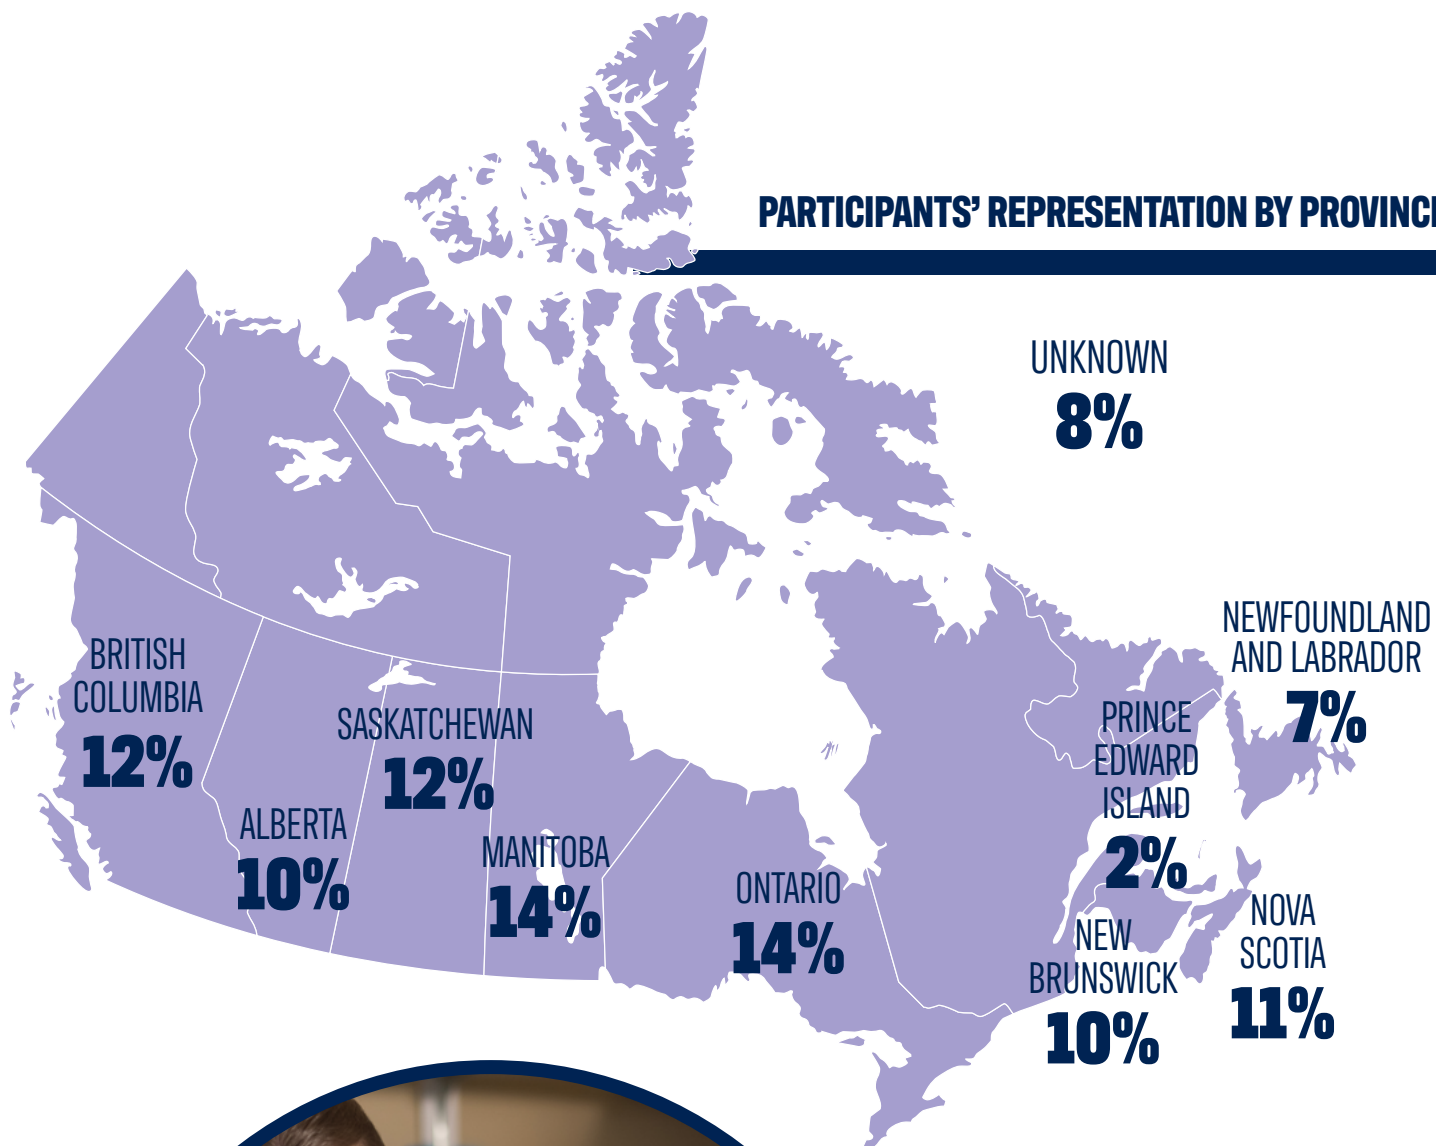 PARTICIPANTS’ REPRESENTATION BY PROVINC
UNKNOWN
8%
NEWFOUNDLAND
AND LABRADOR
7%
BRITISH
COLUMBIA
12%
SASKATCHEWAN
12%
PRINCE
EDWARD
ISLAND
2%
ALBERTA
10%
MANITOBA
14%
ONTARIO
14%
NOVA
SCOTIA
11%
NEW
BRUNSWICK
10%